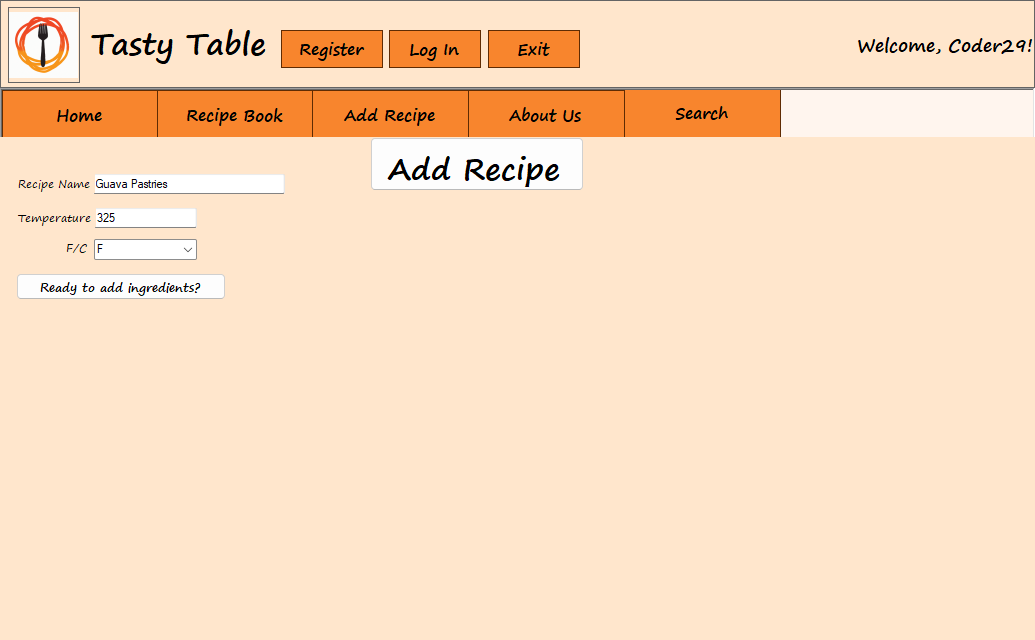 Tasty Table
Register
Log In
Exit
Welcome, Coder29!
Home
Recipe Book
Add Recipe
About Us
Search
Add Recipe
Recipe Name Guava Pastries
Temperature 325
F/C F
Ready to add ingredients?